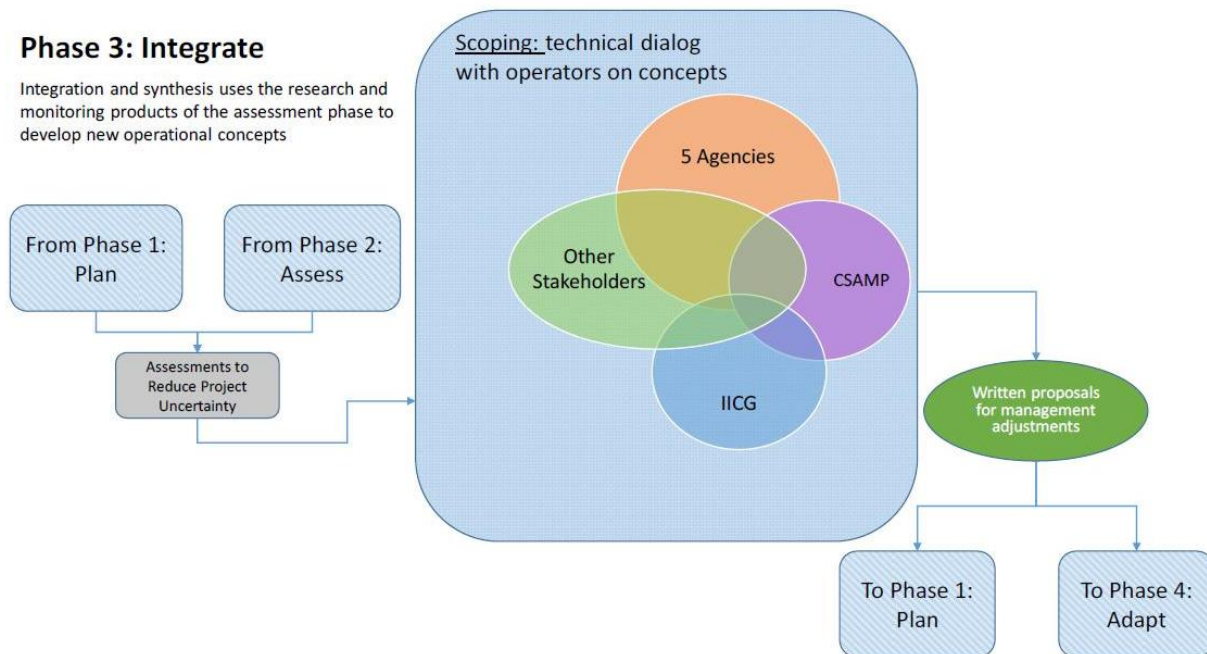 Phase 3: Integrate
Integration and synthesis uses the research and
monitoring products of the assessment phase to
develop new operational concepts
Scoping: technical dialog
with operators on concepts
5 Agencies
Other
Stakeholders
CSAMP
IICG
From Phase 1:
Plan
From Phase 2:
Assess
Assessments to
Reduce Project
Uncertainty
Written proposals
for management
adjustments
To Phase 1:
Plan
To Phase 4:
Adapt